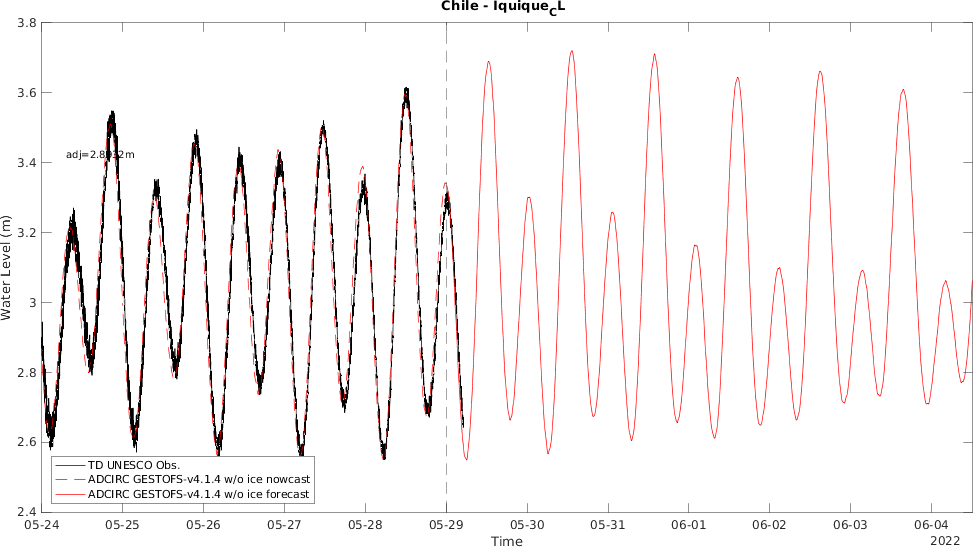 Chile - Iquique_CL
3.8
3.6
3.4
3.2
3
2.8
2.6
2.4
Water Level (m)
TD UNESCO Obs.
ADCIRC GESTOFS-v4.1.4 w/o ice nowcast
ADCIRC GESTOFS-v4.1.4 w/o ice forecast
05-24 05-25 05-26 05-27 05-28 05-29 05-30 05-31 06-01 06-02 06-03 06-04
Time
2022